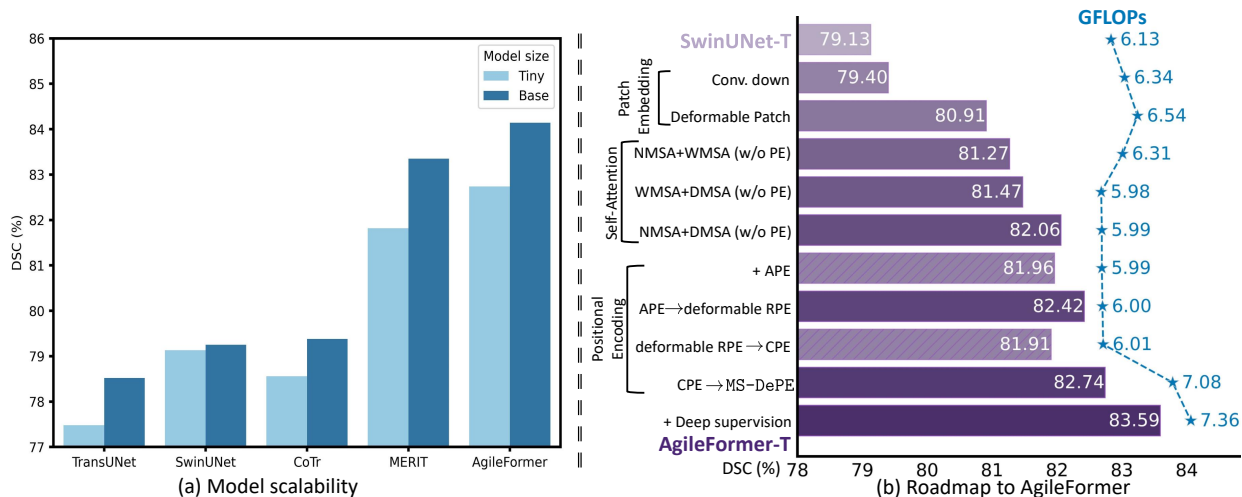 86
85
84
83
82
81
80
79
78
77
DSC (%)
Model size
Tiny
Base
TransUNet
SwinUNet
CoTr
MERIT
AgileFormer
(a) Model scalability
GFLOPs
SwinUNet-T
79.13
6.13
Patch
Embedding
Conv. down
79.40
6.34
Deformable Patch
80.91
6.54
Self-Attention
NMSA+WMSA (w/o PE)
81.27
6.31
WMSA+DMSA (w/o PE)
81.47
5.98
NMSA+DMSA (w/o PE)
82.06
5.99
Positional
Encoding
+ APE
81.96
5.99
APE→deformable RPE
82.42
6.00
deformable RPE→CPE
81.91
6.01
CPE→MS-DePE
82.74
7.08
+ Deep supervision
83.59
7.36
AgileFormer-T
DSC (%)
78 79 80 81 82 83 84
(b) Roadmap to AgileFormer